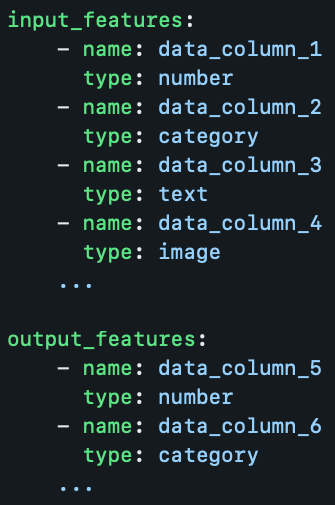 input_features:
    - name: data_column_1
      type: number
    - name: data_column_2
      type: category
    - name: data_column_3
      type: text
    - name: data_column_4
      type: image
    ...

output_features:
    - name: data_column_5
      type: number
    - name: data_column_6
      type: category
    ...